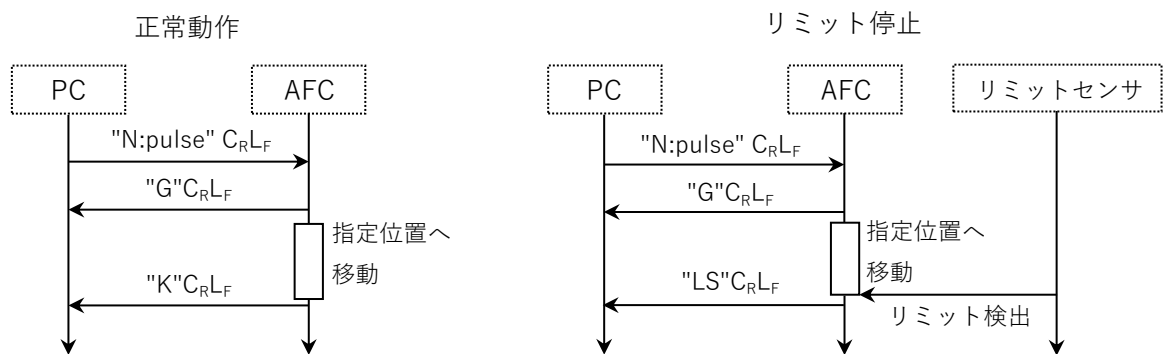 正常動作
PC
AFC
"N:pulse" CRLF
"G"CRLF
指定位置へ
移動
"K"CRLF
リミット停止
PC
AFC
リミットセンサ
"N:pulse" CRLF
"G"CRLF
指定位置へ
移動
"LS"CRLF
リミット検出